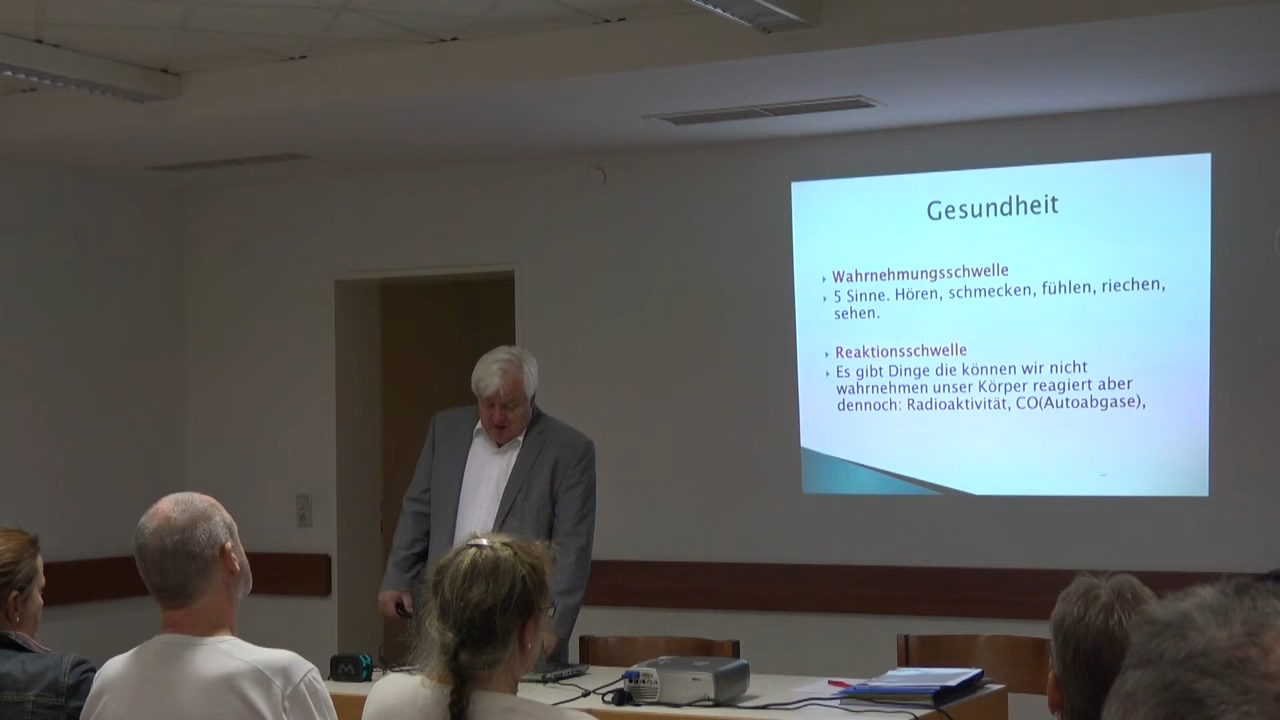 Gesundheit
Wahrnehmungsschwelle
5 Sinne. Hören, schmecken, fühlen, riechen,
sehen.
Reaktionsschwelle
Es gibt Dinge die können wir nicht
wahrnehmen unser Körper reagiert aber
dennoch: Radioaktivität, CO(Autoabgase),